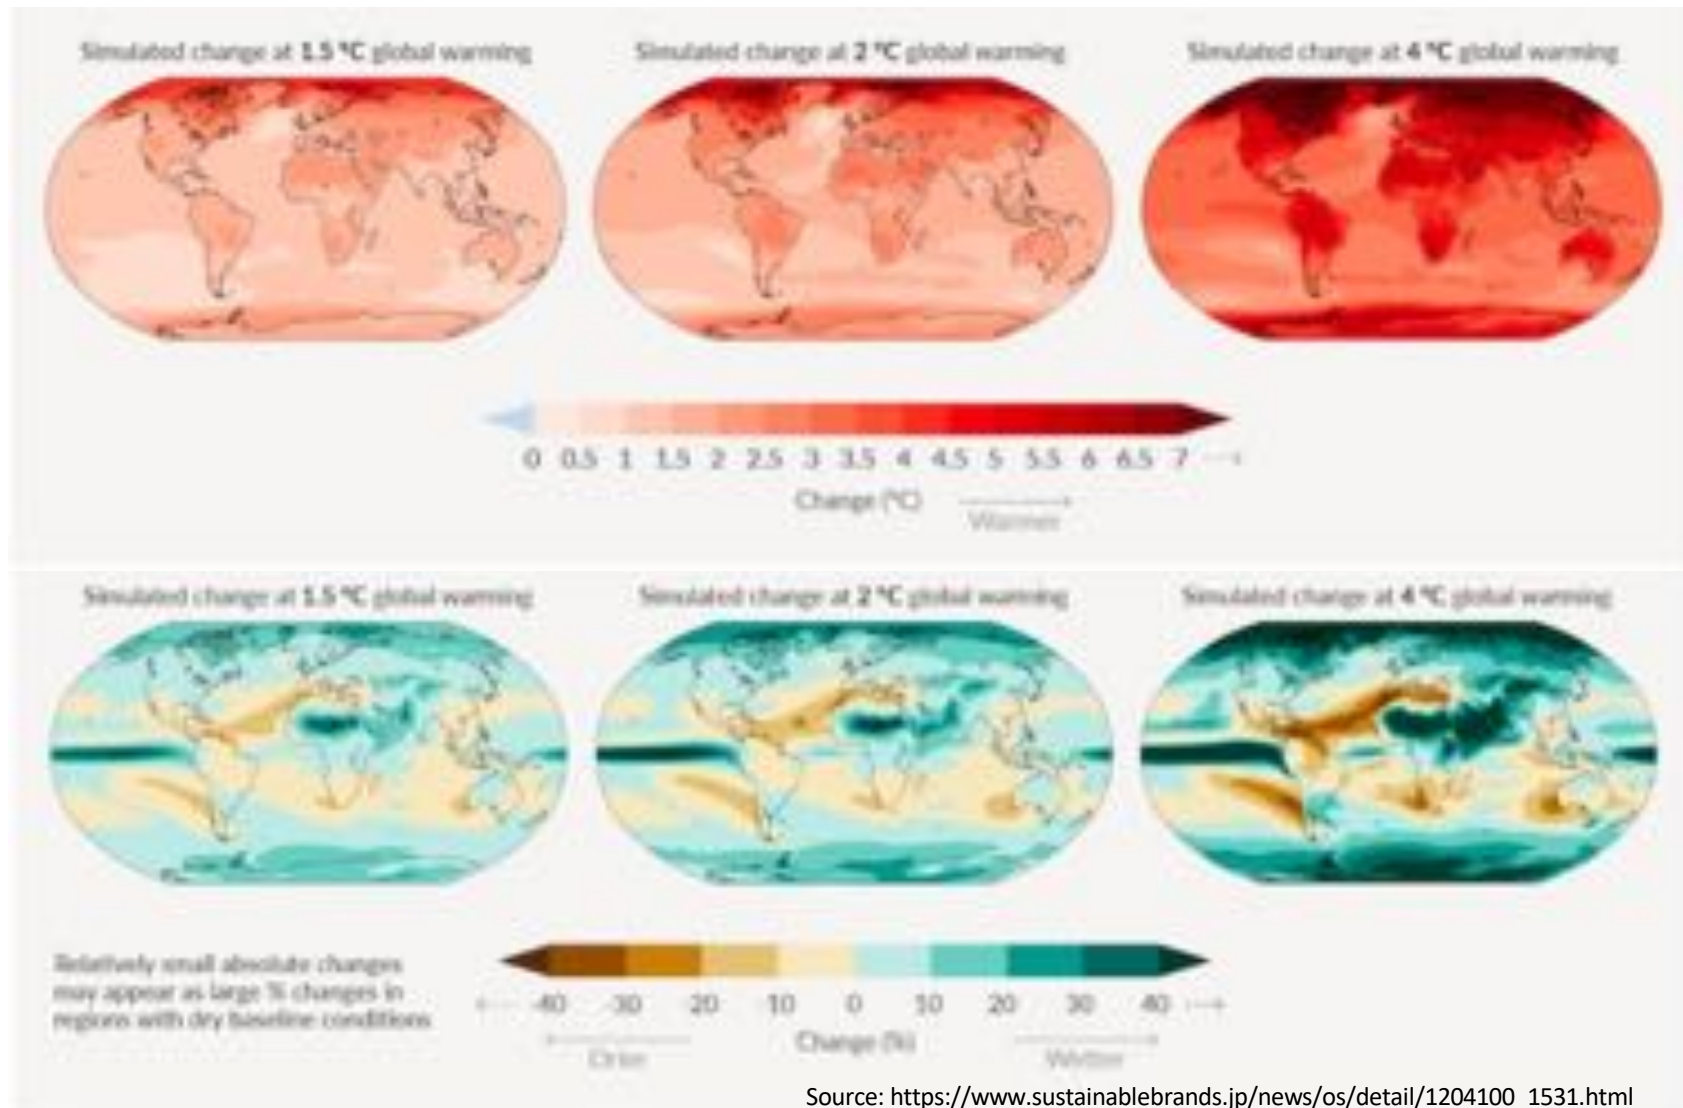 Simulated change at 1.5 °C global warming
Simulated change at 2 °C global warming
Simulated change at 4 °C global warming
0 0.5 1 1.5 2 2.5 3 3.5 4 4.5 5 5.5 6 6.5 7
Change (°C)
Warmer
Simulated change at 1.5 °C global warming
Simulated change at 2 °C global warming
Simulated change at 4 °C global warming
Relatively small absolute changes
may appear as large % changes in
regions with dry baseline conditions
-40 -30 -20 -10 0 10 20 30 40
Change (%)
Drier
Wetter
Source: https://www.sustainablebrands.jp/news/os/detail/1204100_1531.html